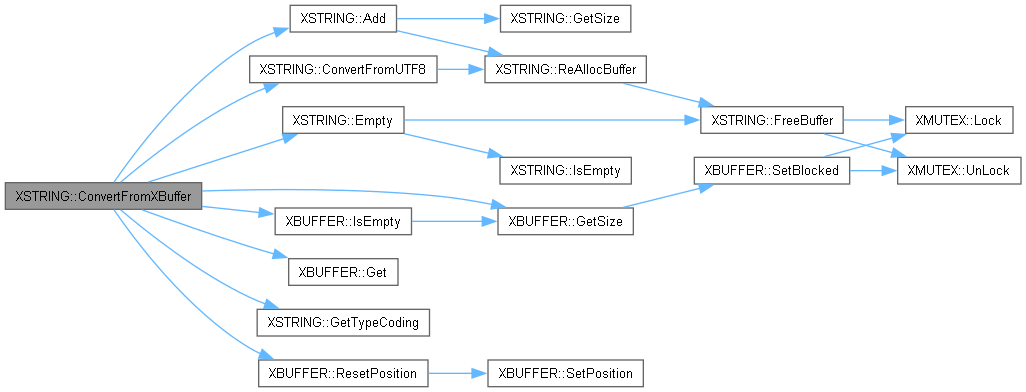 XSTRING::Add
XSTRING::GetSize
XSTRING::ConvertFromUTF8
XSTRING::ReAllocBuffer
XSTRING::Empty
XSTRING::FreeBuffer
XMUTEX::Lock
XSTRING::IsEmpty
XBUFFER::SetBlocked
XMUTEX::UnLock
XSTRING::ConvertFromXBuffer
XBUFFER::IsEmpty
XBUFFER::GetSize
XBUFFER::Get
XSTRING::GetTypeCoding
XBUFFER::ResetPosition
XBUFFER::SetPosition